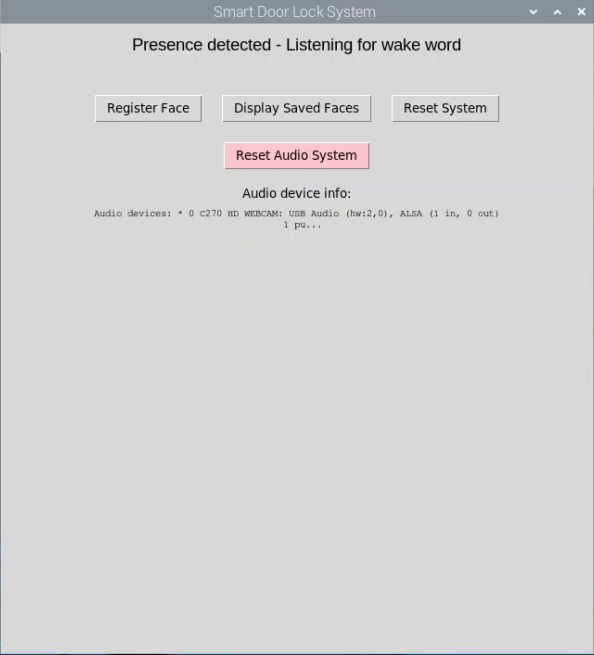 Smart Door Lock System
Presence detected - Listening for wake word
Register Face
Display Saved Faces
Reset System
Reset Audio System
Audio device info:
Audio devices: * 0 C270 HD WEBCAM: USB Audio (hw:2,0), ALSA (1 in, 0 out)
1 pu...